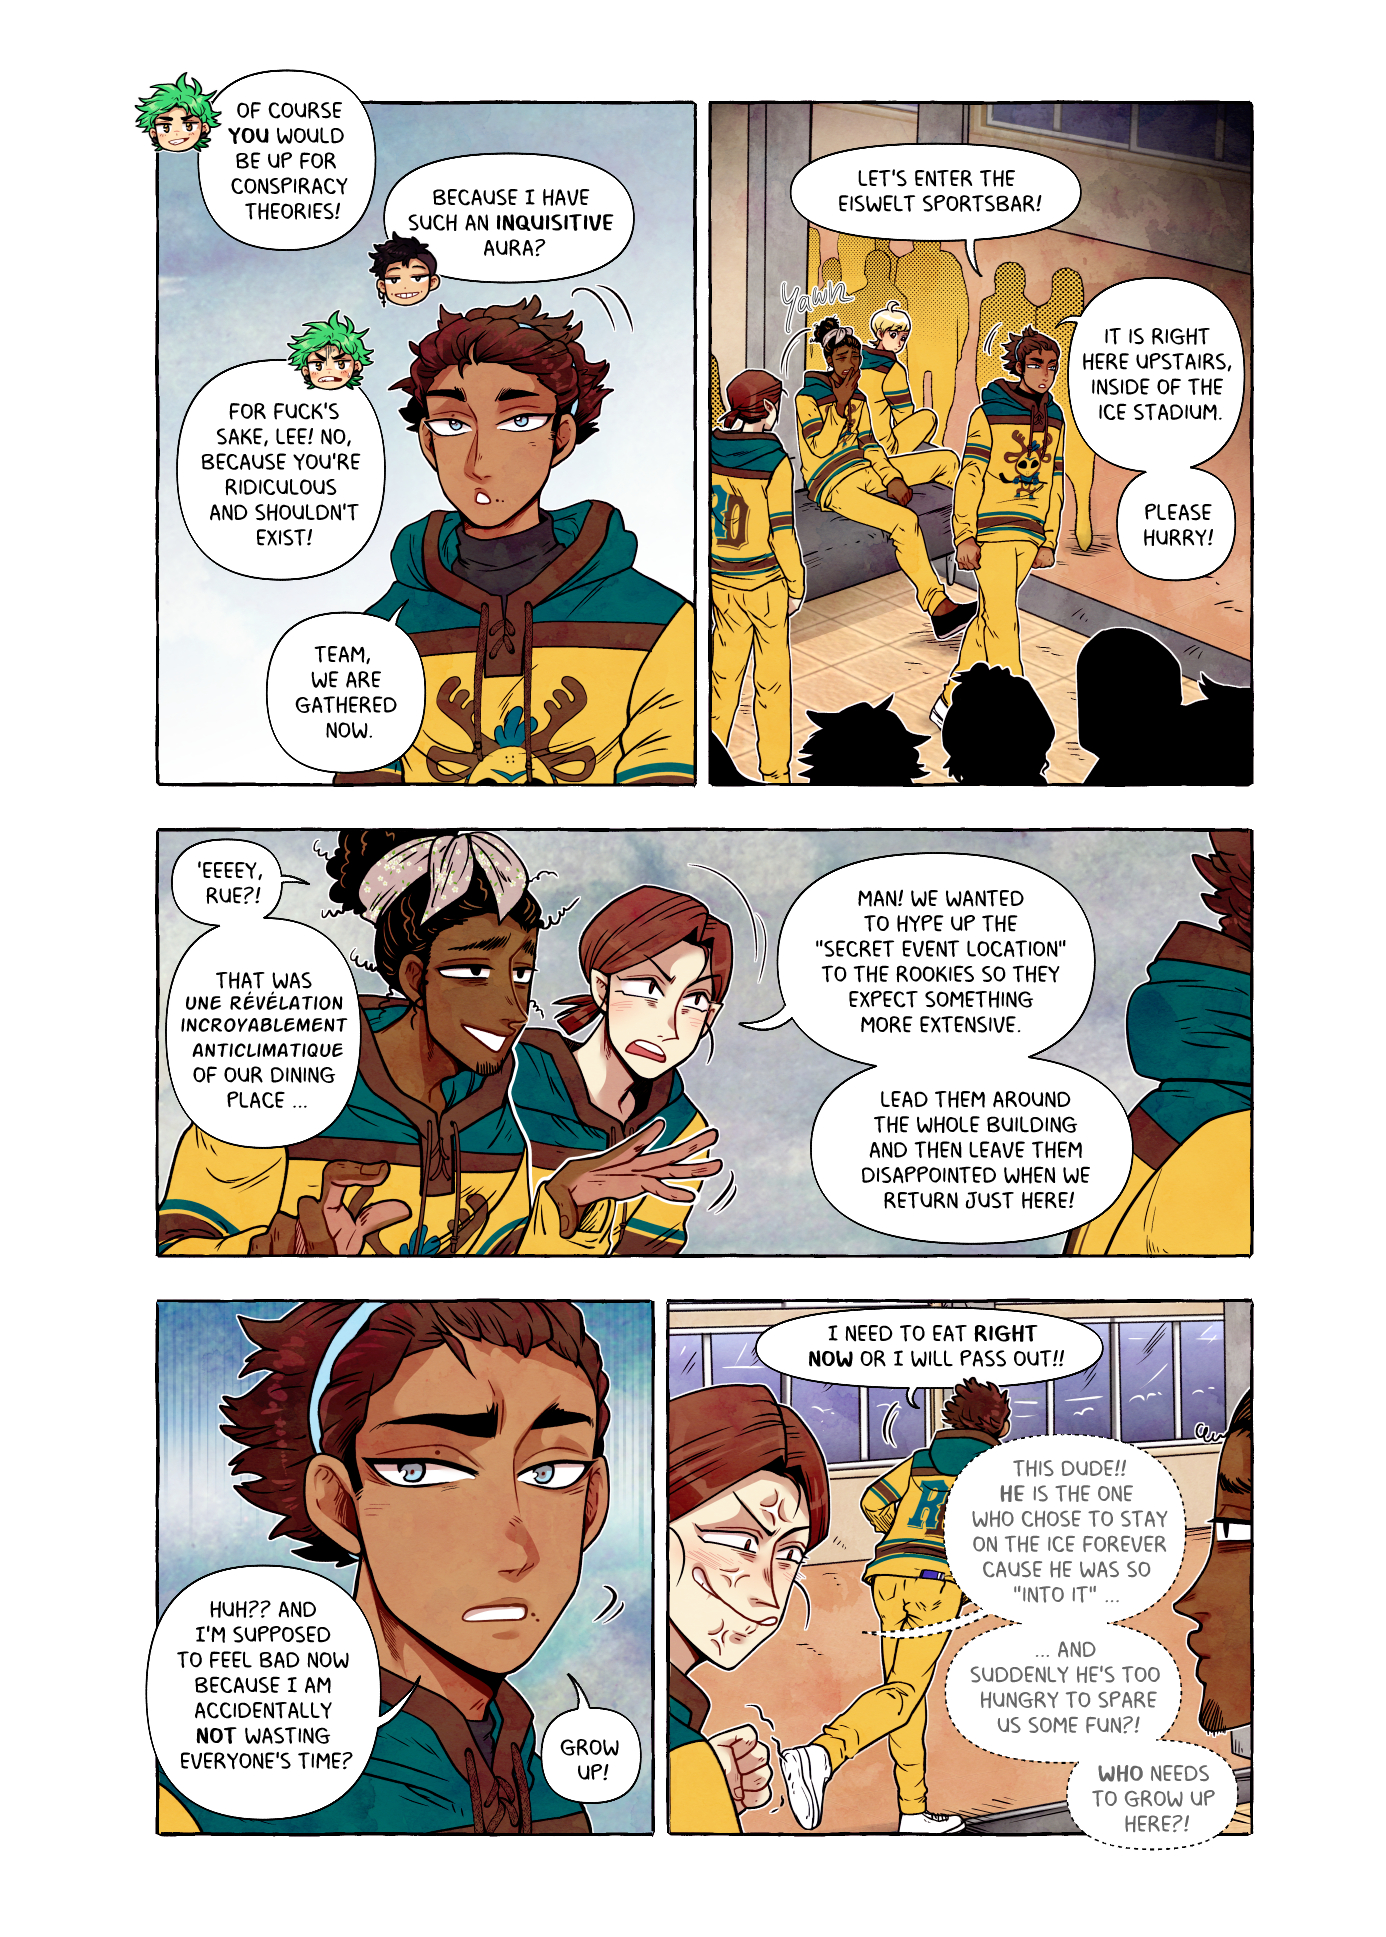 OF COURSE
YOU WOULD
BE UP FOR
CONSPIRACY
THEORIES!
BECAUSE I HAVE
SUCH AN INQUISITIVE
AURA?
FOR FUCK'S
SAKE, LEE! NO,
BECAUSE YOU'RE
RIDICULOUS
AND SHOULDN'T
EXIST!
TEAM,
WE ARE
GATHERED
NOW.
LET'S ENTER THE
EISWELT SPORTSBAR!
Yawn
IT IS RIGHT
HERE UPSTAIRS,
INSIDE OF THE
ICE STADIUM.
PLEASE
HURRY!
RD
'EEEEY,
RUE?!
THAT WAS
UNE RÉVÉLATION
INCROYABLEMENT
ANTICLIMATIQUE
OF OUR DINING
PLACE ...
MAN! WE WANTED
TO HYPE UP THE
"SECRET EVENT LOCATION"
TO THE ROOKIES SO THEY
EXPECT SOMETHING
MORE EXTENSIVE.
LEAD THEM AROUND
THE WHOLE BUILDING
AND THEN LEAVE THEM
DISAPPOINTED WHEN WE
RETURN JUST HERE!
HUH?? AND
I'M SUPPOSED
TO FEEL BAD NOW
BECAUSE I AM
ACCIDENTALLY
NOT WASTING
EVERYONE'S TIME?
GROW
UP!
I NEED TO EAT RIGHT
NOW OR I WILL PASS OUT!!
R
THIS DUDE!!
HE IS THE ONE
WHO CHOSE TO STAY
ON THE ICE FOREVER
CAUSE HE WAS SO
"INTO IT" ...
... AND
SUDDENLY HE'S TOO
HUNGRY TO SPARE
US SOME FUN?!
WHO NEEDS
TO GROW UP
HERE?!